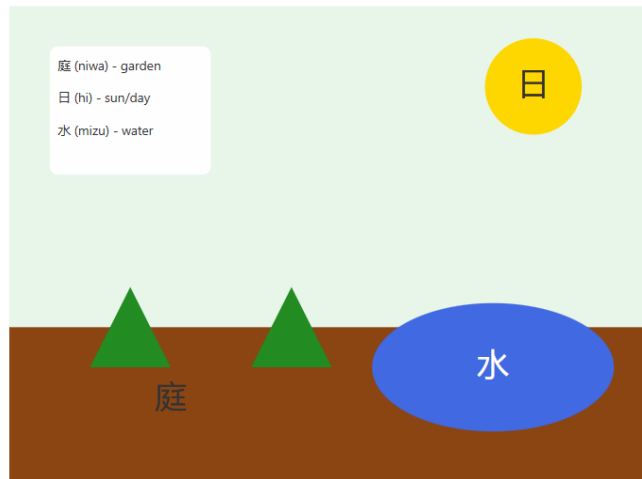 庭 (niwa) - garden
日 (hi) - sun/day
水 (mizu) - water
日
水
庭